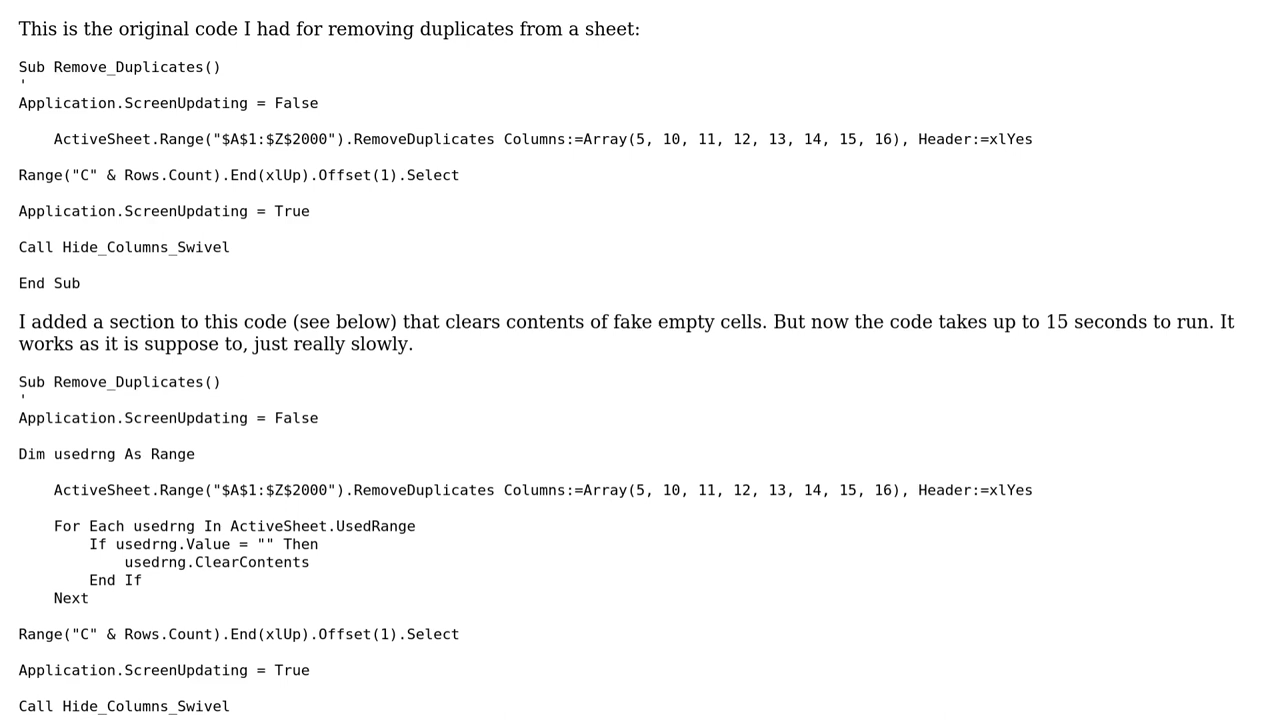 This is the original code I had for removing duplicates from a sheet:
Sub Remove_Duplicates()
'
Application.ScreenUpdating = False
    ActiveSheet.Range("$A$1:$Z$2000").RemoveDuplicates Columns:=Array(5, 10, 11, 12, 13, 14, 15, 16), Header:=xlYes
Range("C" & Rows.Count).End(xlUp).Offset(1).Select
Application.ScreenUpdating = True
Call Hide_Columns_Swivel
End Sub
I added a section to this code (see below) that clears contents of fake empty cells. But now the code takes up to 15 seconds to run. It
works as it is suppose to, just really slowly.
Sub Remove_Duplicates()
'
Application.ScreenUpdating = False
Dim usedrng As Range
    ActiveSheet.Range("$A$1:$Z$2000").RemoveDuplicates Columns:=Array(5, 10, 11, 12, 13, 14, 15, 16), Header:=xlYes
    For Each usedrng In ActiveSheet.UsedRange
        If usedrng.Value = "" Then
            usedrng.ClearContents
        End If
    Next
Range("C" & Rows.Count).End(xlUp).Offset(1).Select
Application.ScreenUpdating = True
Call Hide_Columns_Swivel